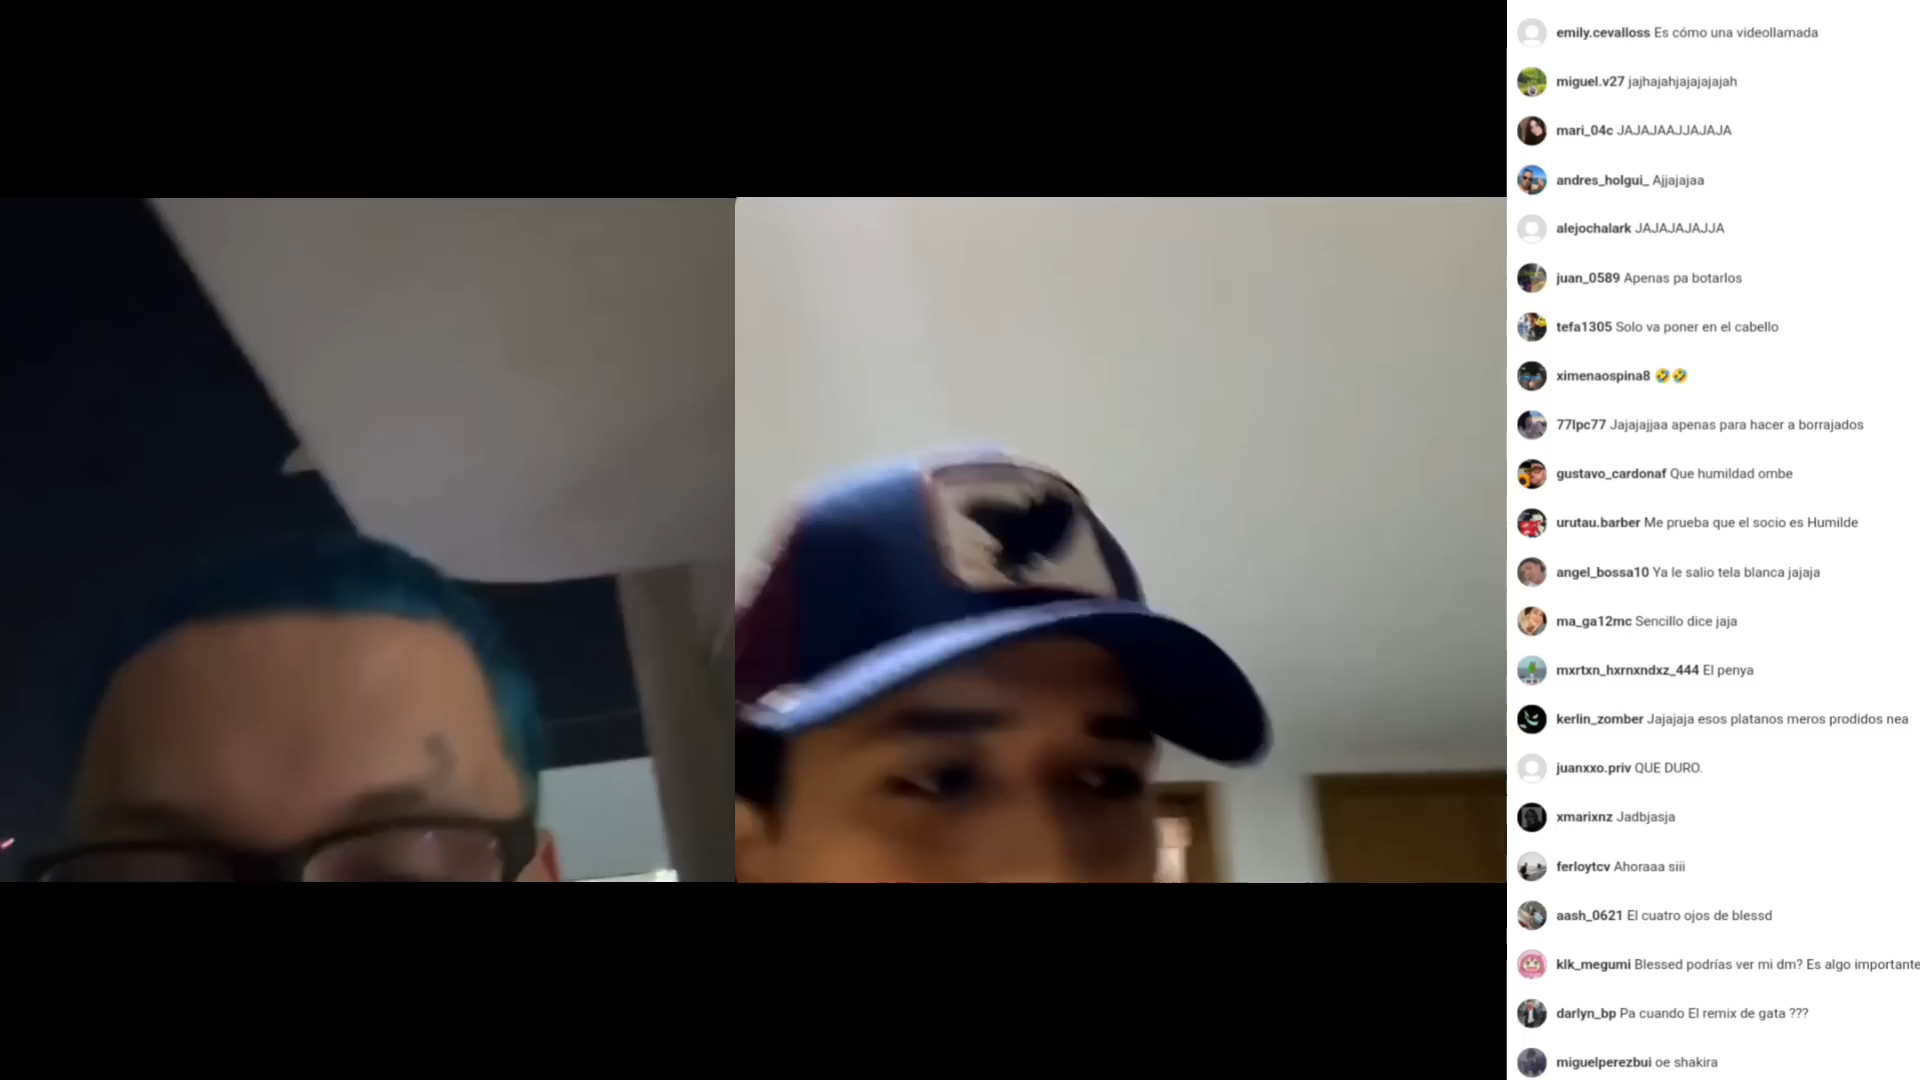 emily.cevalloss Es cómo una videollamada
miguel.v27 jajhajahjajajajajah
mari_04c JAJAJAAJJAJAJA
andres_holgui_ Ajjajajaa
alejochalark JAJAJAJAJJA
juan_0589 Apenas pa botarlos
tefa1305 Solo va poner en el cabello
ximenaospina8 🤣🤣
77lpc77 Jajajajjaa apenas para hacer a borrajados
gustavo_cardonaf Que humildad ombe
urutau.barber Me prueba que el socio es Humilde
angel_bossa10 Ya le salio tela blanca jajaja
ma_ga12mc Sencillo dice jaja
mxrtxn_hxrnxndxz_444 El penya
kerlin_zomber Jajajaja esos platanos meros prodidos nea
juanxxo.priv QUE DURO.
xmarixnz Jadbjasja
ferloytcv Ahoraaa siii
aash_0621 El cuatro ojos de blessd
klk_megumi Blessed podrías ver mi dm? Es algo importante
darlyn_bp Pa cuando El remix de gata ???
miguelperezbui oe shakira